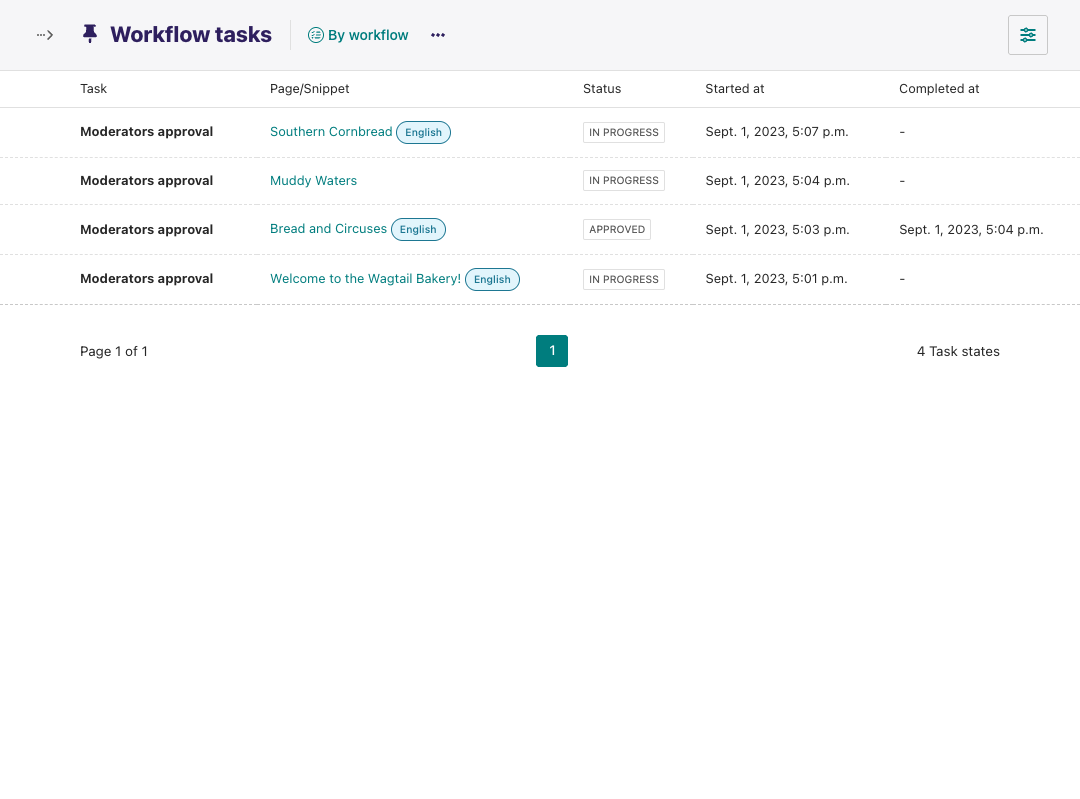 Workflow tasks By workflow
Task Page/Snippet Status Started at Completed at
Moderators approval Southern Cornbread English IN PROGRESS Sept. 1, 2023, 5:07 p.m. -
Moderators approval Muddy Waters IN PROGRESS Sept. 1, 2023, 5:04 p.m. -
Moderators approval Bread and Circuses English APPROVED Sept. 1, 2023, 5:03 p.m. Sept. 1, 2023, 5:04 p.m.
Moderators approval Welcome to the Wagtail Bakery! English IN PROGRESS Sept. 1, 2023, 5:01 p.m. -
Page 1 of 1 1 4 Task states